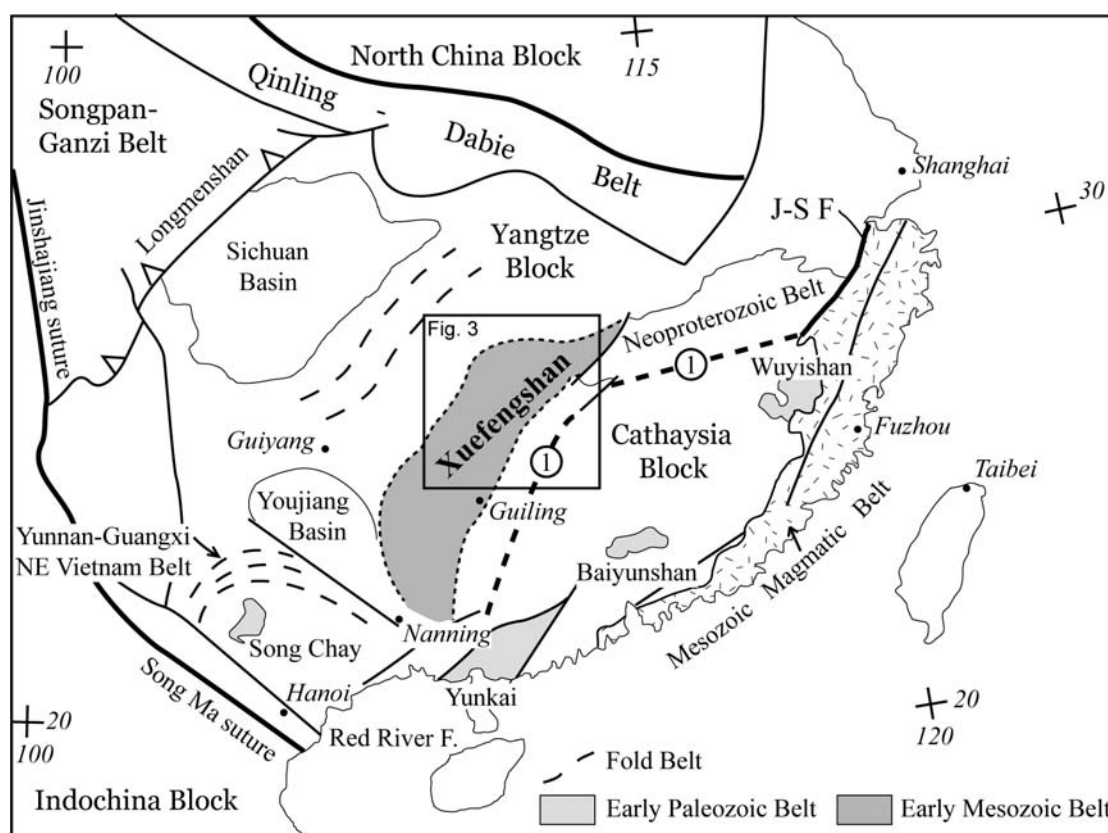 North China Block
115
100
Qinling
Songpan-
Ganzi Belt
Dabie
Belt
Shanghai
30
Longmenshan
J-S F
Jinshajiang suture
Sichuan
Basin
Yangtze
Block
Fig. 3
Neoproterozoic Belt
1
Wuyishan
Xuefengshan
Cathaysia
Block
Fuzhou
Guiyang
1
Taibei
Youjiang
Basin
Guiling
Yunnan-Guangxi
NE Vietnam Belt
Baiyunshan
Mesozoic Magmatic Belt
Nanning
Song Chay
Hanoi
Yunkai
Song Ma suture
20
100
20
120
Red River F.
Fold Belt
Indochina Block
Early Paleozoic Belt
Early Mesozoic Belt